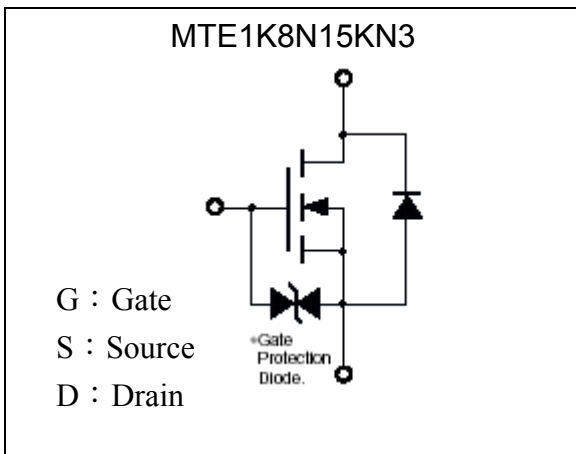 MTE1K8N15KN3
G：Gate
S：Source
D：Drain
*Gate
Protection
Diode.